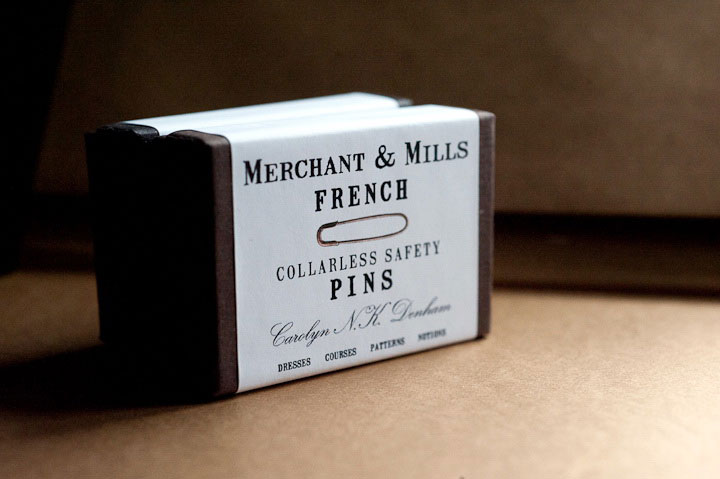 MERCHANT & MILLS
FRENCH
COLLARLESS SAFETY
PINS
Carolyn N.K. Denham
DRESSES COURSES PATTERNS NOTIONS